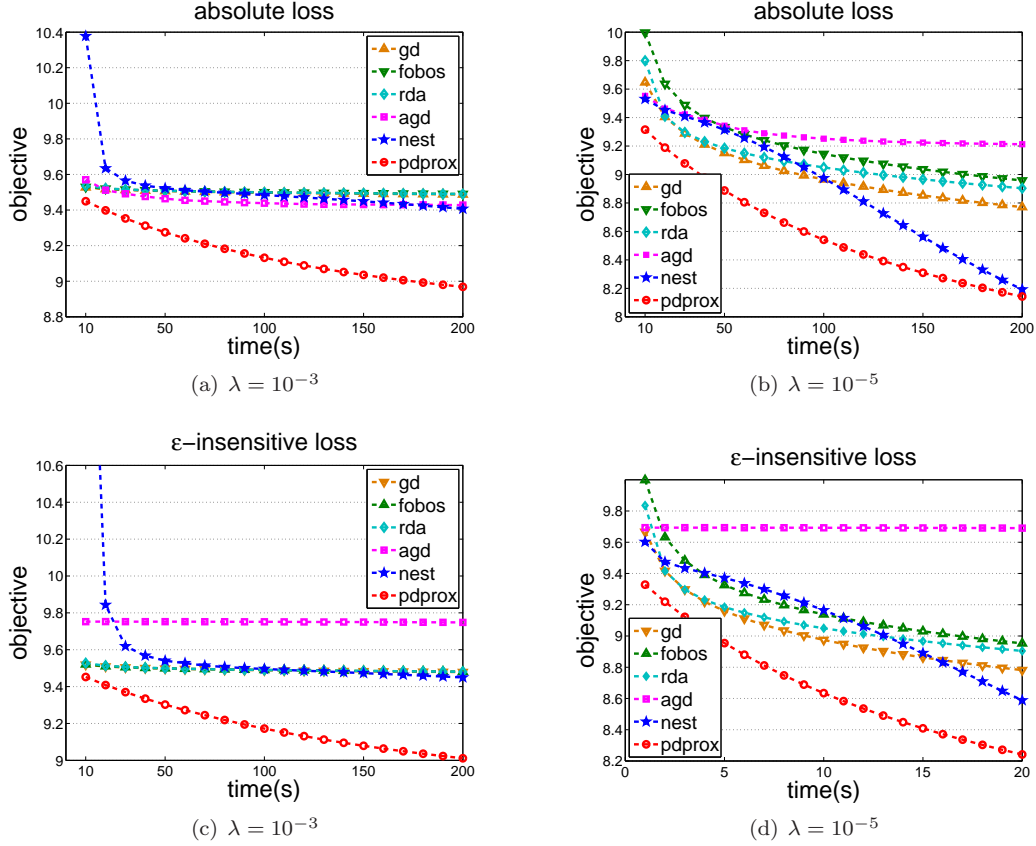 absolute loss
10.4
10.2
10
9.8
9.6
9.4
9.2
9
8.8
objective
gd
fobos
rda
agd
nest
pdprox
10
50
100
150
200
time(s)
(a) λ = 10⁻³
absolute loss
10
9.8
9.6
9.4
9.2
9
8.8
8.6
8.4
8.2
8
objective
gd
fobos
rda
agd
nest
pdprox
10
50
100
150
200
time(s)
(b) λ = 10⁻⁵
ε−insensitive loss
10.6
10.4
10.2
10
9.8
9.6
9.4
9.2
9
objective
gd
fobos
rda
agd
nest
pdprox
10
50
100
150
200
time(s)
(c) λ = 10⁻³
ε−insensitive loss
9.8
9.6
9.4
9.2
9
8.8
8.6
8.4
8.2
objective
gd
fobos
rda
agd
nest
pdprox
0
5
10
15
20
time(s)
(d) λ = 10⁻⁵